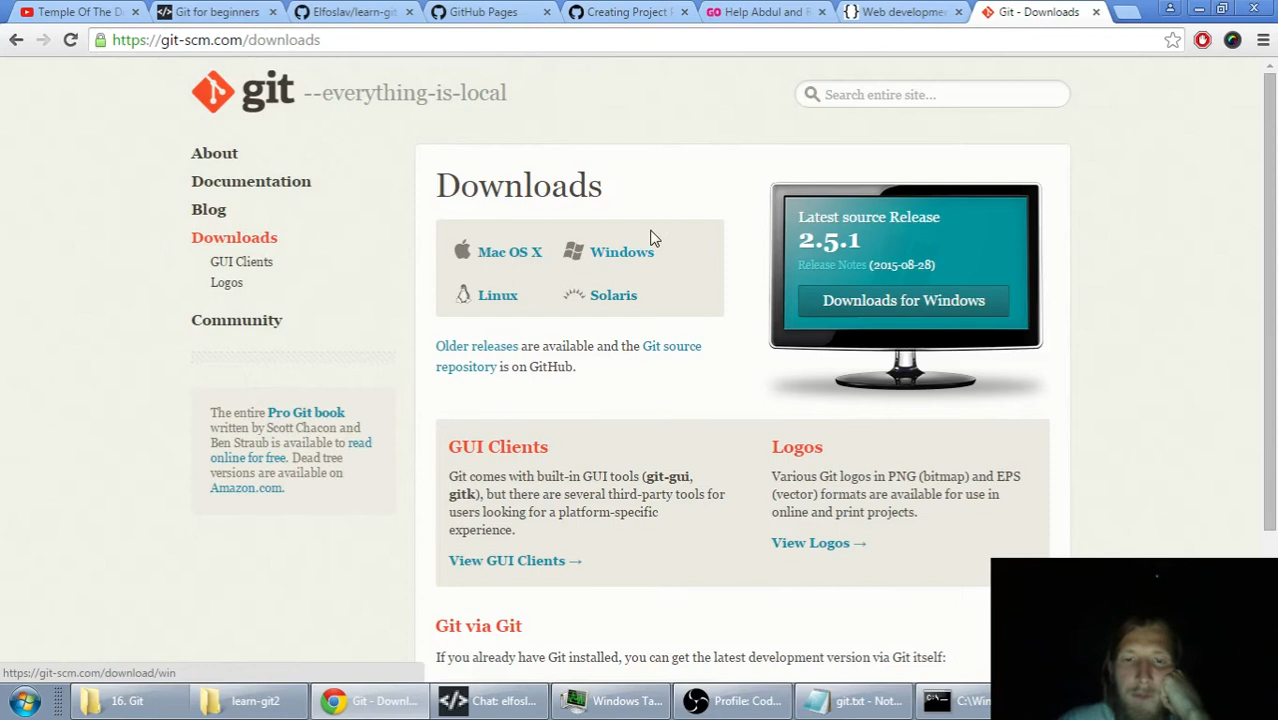 Temple Of The D
Git for beginners
Elfoslav/learn-git
GitHub Pages
Creating Project P
GO Help Abdul and R
Web developmen
Git - Downloads
https://git-scm.com/downloads
git --everything-is-local
Search entire site...
About
Documentation
Blog
Downloads
GUI Clients
Logos
Community
The entire Pro Git book
written by Scott Chacon and
Ben Straub is available to read
online for free. Dead tree
versions are available on
Amazon.com.
Downloads
Mac OS X Windows
Linux Solaris
Older releases are available and the Git source
repository is on GitHub.
Latest source Release
2.5.1
Release Notes (2015-08-28)
Downloads for Windows
GUI Clients
Git comes with built-in GUI tools (git-gui,
gitk), but there are several third-party tools for
users looking for a platform-specific
experience.
View GUI Clients →
Logos
Various Git logos in PNG (bitmap) and EPS
(vector) formats are available for use in
online and print projects.
View Logos →
Git via Git
If you already have Git installed, you can get the latest development version via Git itself:
https://git-scm.com/download/win
16. Git
learn-git2
Git - Downl...
Chat: elfosl...
Windows Ta...
Profile: Cod...
git.txt - Not...
C:\Win